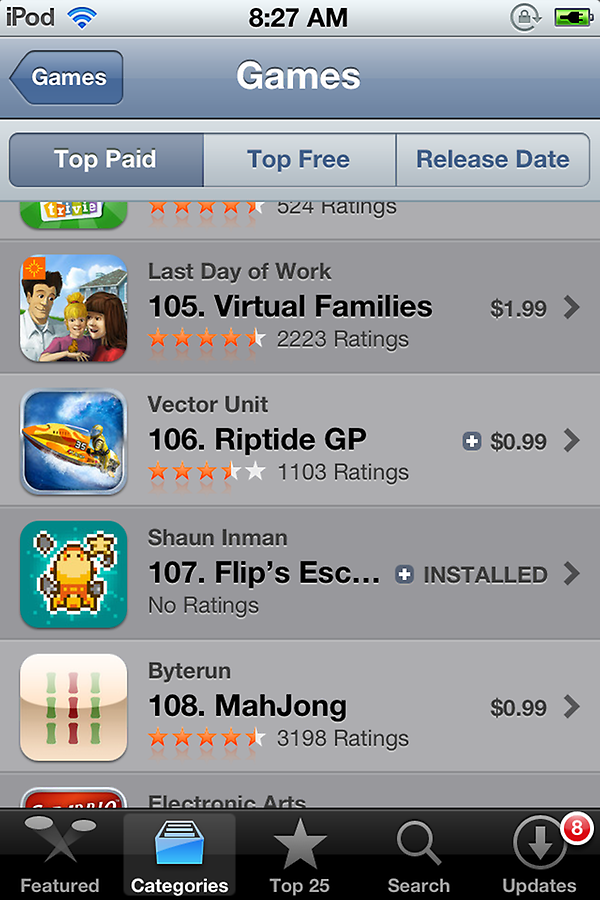 iPod 8:27 AM
Games Games
Top Paid Top Free Release Date
trivie
524 Ratings
Last Day of Work
105. Virtual Families $1.99
2223 Ratings
Vector Unit
106. Riptide GP $0.99
1103 Ratings
Shaun Inman
107. Flip’s Esc... INSTALLED
No Ratings
Byterun
108. MahJong $0.99
3198 Ratings
Electronic Arts
8
Featured Categories Top 25 Search Updates